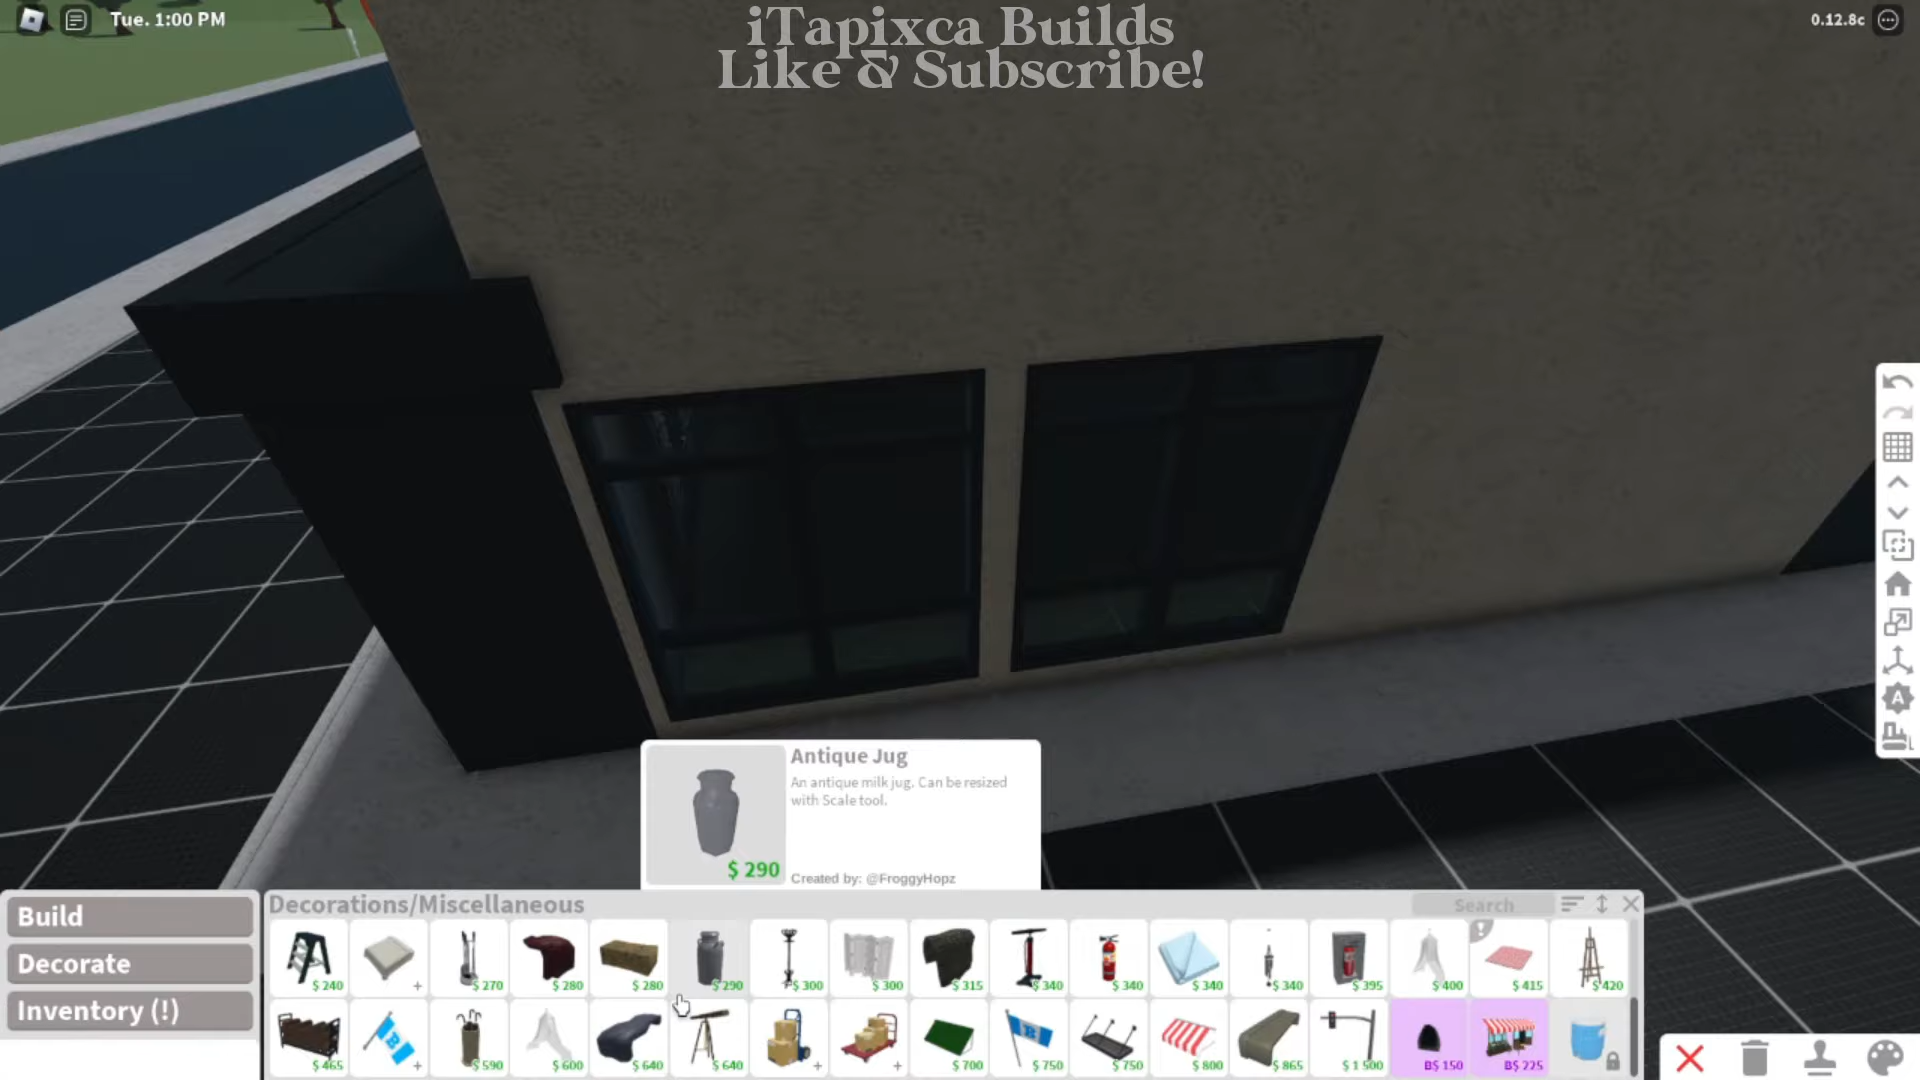 Tue. 1:00 PM
iTapixca Builds
Like & Subscribe!
0.12.8c
Antique Jug
An antique milk jug. Can be resized
with Scale tool.
$ 290
Created by: @FroggyHopz
Build
Decorate
Inventory (!)
Decorations/Miscellaneous
Search
$ 240
$ 270
$ 280
$ 280
$ 290
$ 300
$ 300
$ 315
$ 340
$ 340
$ 340
$ 340
$ 395
$ 400
$ 415
$ 420
$ 465
$ 590
$ 600
$ 640
$ 640
$ 700
$ 750
$ 750
$ 800
$ 865
$ 1 500
B$ 150
B$ 225